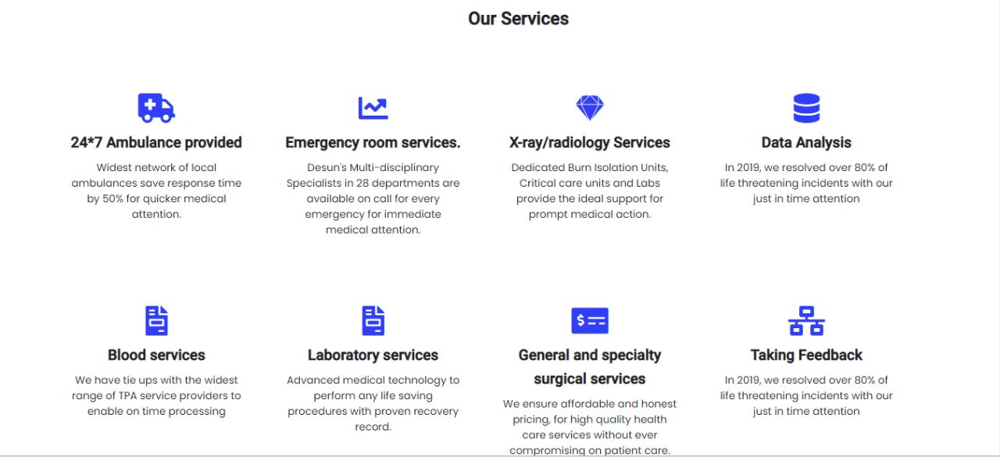 Our Services
24*7 Ambulance provided
Widest network of local
ambulances save response time
by 50% for quicker medical
attention.
Emergency room services.
Desun's Multi-disciplinary
Specialists in 28 departments are
available on call for every
emergency for immediate
medical attention.
X-ray/radiology Services
Dedicated Burn Isolation Units,
Critical care units and Labs
provide the ideal support for
prompt medical action.
Data Analysis
In 2019, we resolved over 80% of
life threatening incidents with our
just in time attention
Blood services
We have tie ups with the widest
range of TPA service providers to
enable on time processing
Laboratory services
Advanced medical technology to
perform any life saving
procedures with proven recovery
record.
$
General and specialty
surgical services
We ensure affordable and honest
pricing, for high quality health
care services without ever
compromising on patient care.
Taking Feedback
In 2019, we resolved over 80% of
life threatening incidents with our
just in time attention